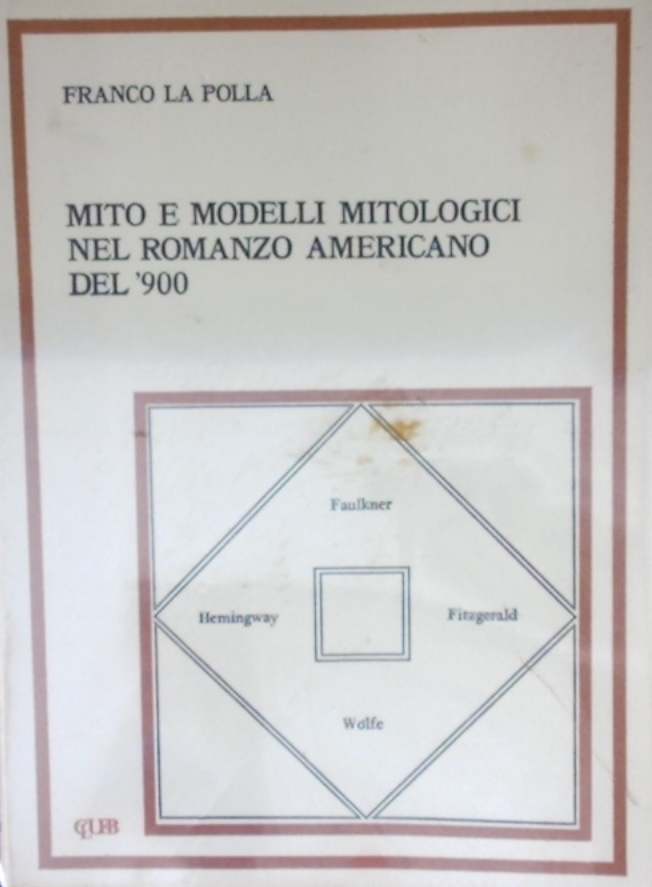 FRANCO LA POLLA
MITO E MODELLI MITOLOGICI
NEL ROMANZO AMERICANO
DEL '900
Faulkner
Hemingway
Fitzgerald
Wolfe
CLUEB